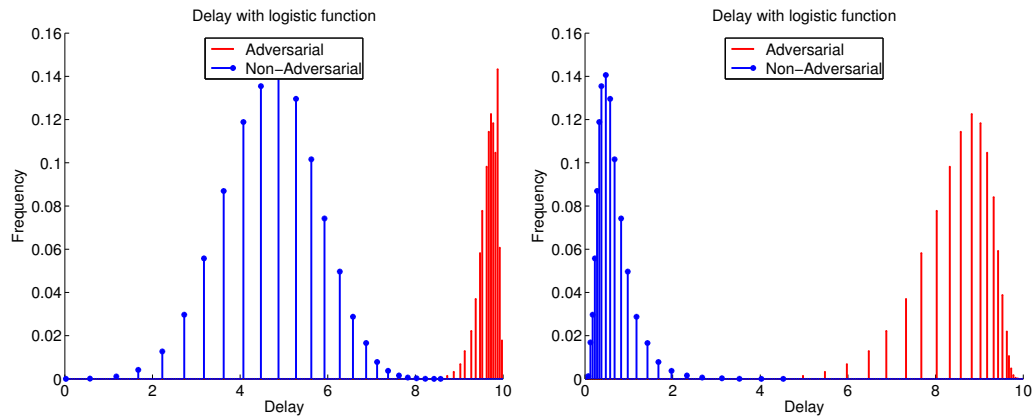 Delay with logistic function
0.16
0.14
0.12
0.1
0.08
0.06
0.04
0.02
0
Frequency
Adversarial
Non−Adversarial
0 2 4 6 8 10
Delay
Delay with logistic function
0.16
0.14
0.12
0.1
0.08
0.06
0.04
0.02
0
Frequency
Adversarial
Non−Adversarial
0 2 4 6 8 10
Delay